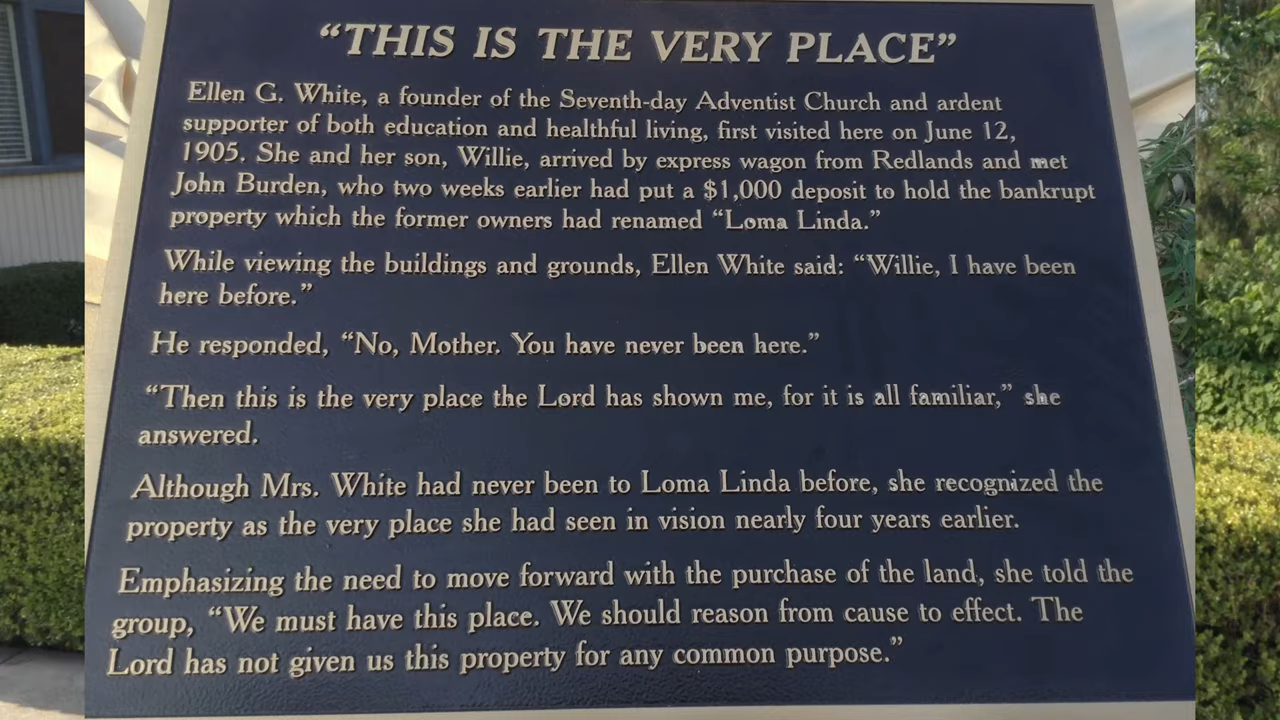 “THIS IS THE VERY PLACE”
Ellen G. White, a founder of the Seventh-day Adventist Church and ardent
supporter of both education and healthful living, first visited here on June 12,
1905. She and her son, Willie, arrived by express wagon from Redlands and met
John Burden, who two weeks earlier had put a $1,000 deposit to hold the bankrupt
property which the former owners had renamed “Loma Linda.”
While viewing the buildings and grounds, Ellen White said: “Willie, I have been
here before.”
He responded, “No, Mother. You have never been here.”
“Then this is the very place the Lord has shown me, for it is all familiar,” she
answered.
Although Mrs. White had never been to Loma Linda before, she recognized the
property as the very place she had seen in vision nearly four years earlier.
Emphasizing the need to move forward with the purchase of the land, she told the
group, “We must have this place. We should reason from cause to effect. The
Lord has not given us this property for any common purpose.”